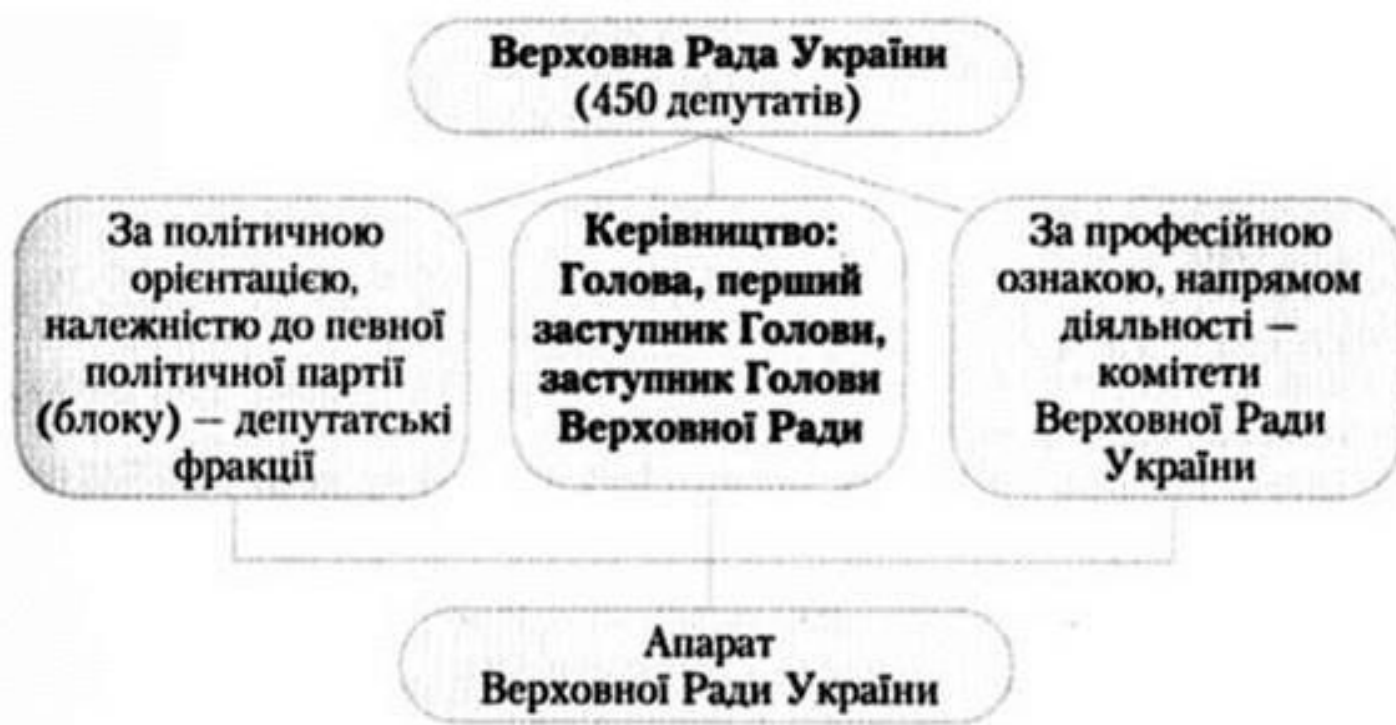 Верховна Рада України
(450 депутатів)
За політичною
орієнтацією,
належністю до певної
політичної партії
(блоку) — депутатські
фракції
Керівництво:
Голова, перший
заступник Голови,
заступник Голови
Верховної Ради
За професійною
ознакою, напрямом
діяльності —
комітети
Верховної Ради
України
Апарат
Верховної Ради України